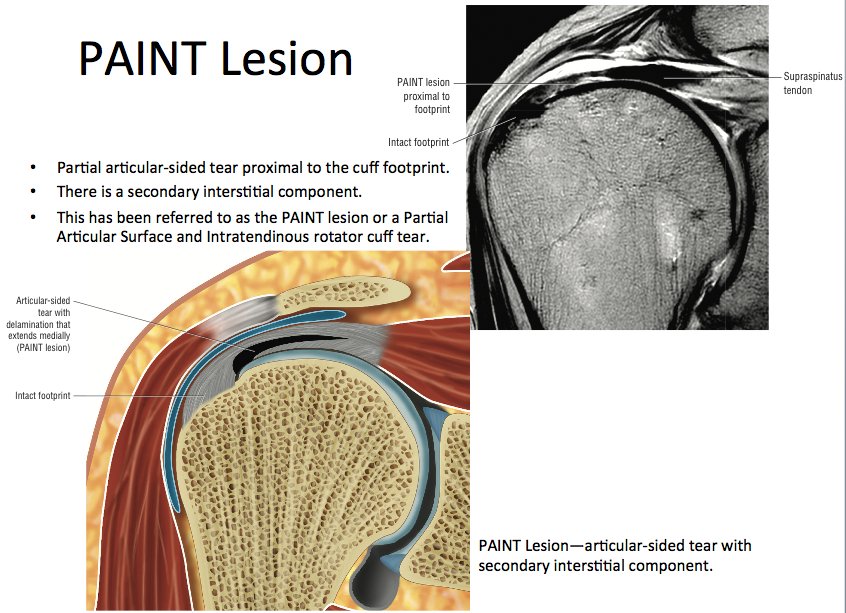 PAINT Lesion
PAINT lesion
proximal to
footprint
Supraspinatus
tendon
Intact footprint
• Partial articular-sided tear proximal to the cuff footprint.
• There is a secondary interstitial component.
• This has been referred to as the PAINT lesion or a Partial
Articular Surface and Intratendinous rotator cuff tear.
Articular-sided
tear with
delamination that
extends medially
(PAINT lesion)
Intact footprint
PAINT Lesion—articular-sided tear with
secondary interstitial component.